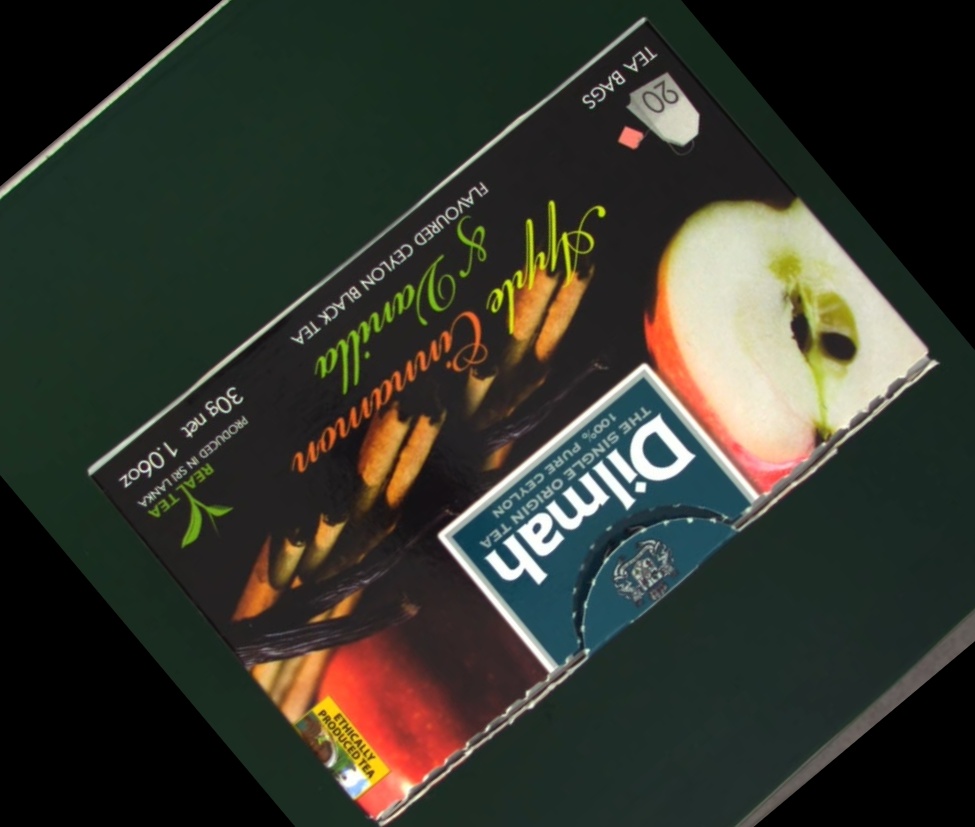 Dilmah
THE SINGLE ORIGIN TEA
100% PURE CEYLON
ETHICALLY
PRODUCED TEA
Apple Cinnamon
& Vanilla
FLAVOURED CEYLON BLACK TEA
20
TEA BAGS
REAL TEA
PRODUCED IN SRI LANKA
30g net 1.06oz